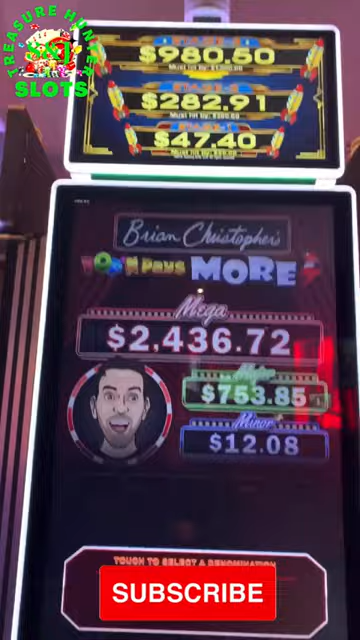 TREASURE HUNTER
SLOTS
$980.50
$282.91
$47.40
Brian Christopher's
POP'N PAYS MORE
Mega
$2,436.72
Major
$753.85
Minor
$12.08
TOUCH TO SELECT A DENOMINATION
SUBSCRIBE